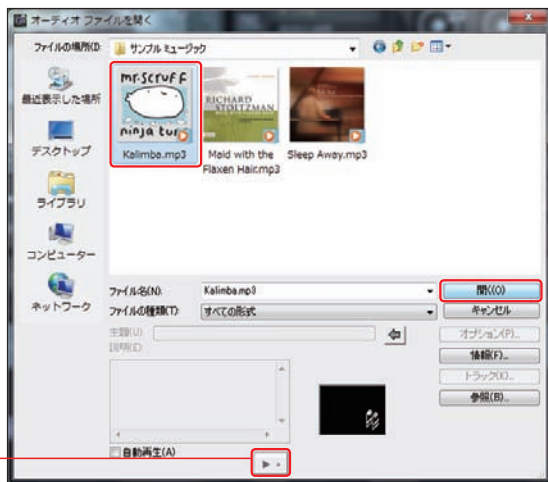 オーディオ ファイルを開く
ファイルの場所(I):
サンプル ミュージック
最近表示した場所
デスクトップ
ライブラリ
コンピューター
ネットワーク
mr.scruff
ninja tuna
Kalimba.mp3
RICHARD
STOLTZMAN
Maid with the
Flaxen Hair.mp3
Sleep Away.mp3
ファイル名(N):
Kalimba.mp3
開く(O)
ファイルの種類(T):
すべての形式
キャンセル
主題(U):
オプション(P)...
説明(E):
情報(F)...
トラック(K)...
参照(B)...
自動再生(A)